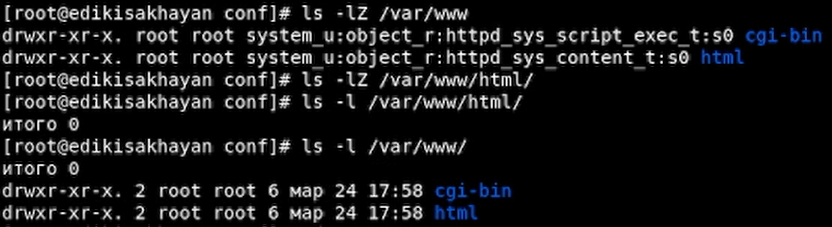 [root@edikisakhayan conf]# ls -lZ /var/www
drwxr-xr-x. root root system_u:object_r:httpd_sys_script_exec_t:s0 cgi-bin
drwxr-xr-x. root root system_u:object_r:httpd_sys_content_t:s0 html
[root@edikisakhayan conf]# ls -lZ /var/www/html/
[root@edikisakhayan conf]# ls -l /var/www/html/
итого 0
[root@edikisakhayan conf]# ls -l /var/www/
итого 0
drwxr-xr-x. 2 root root 6 мар 24 17:58 cgi-bin
drwxr-xr-x. 2 root root 6 мар 24 17:58 html